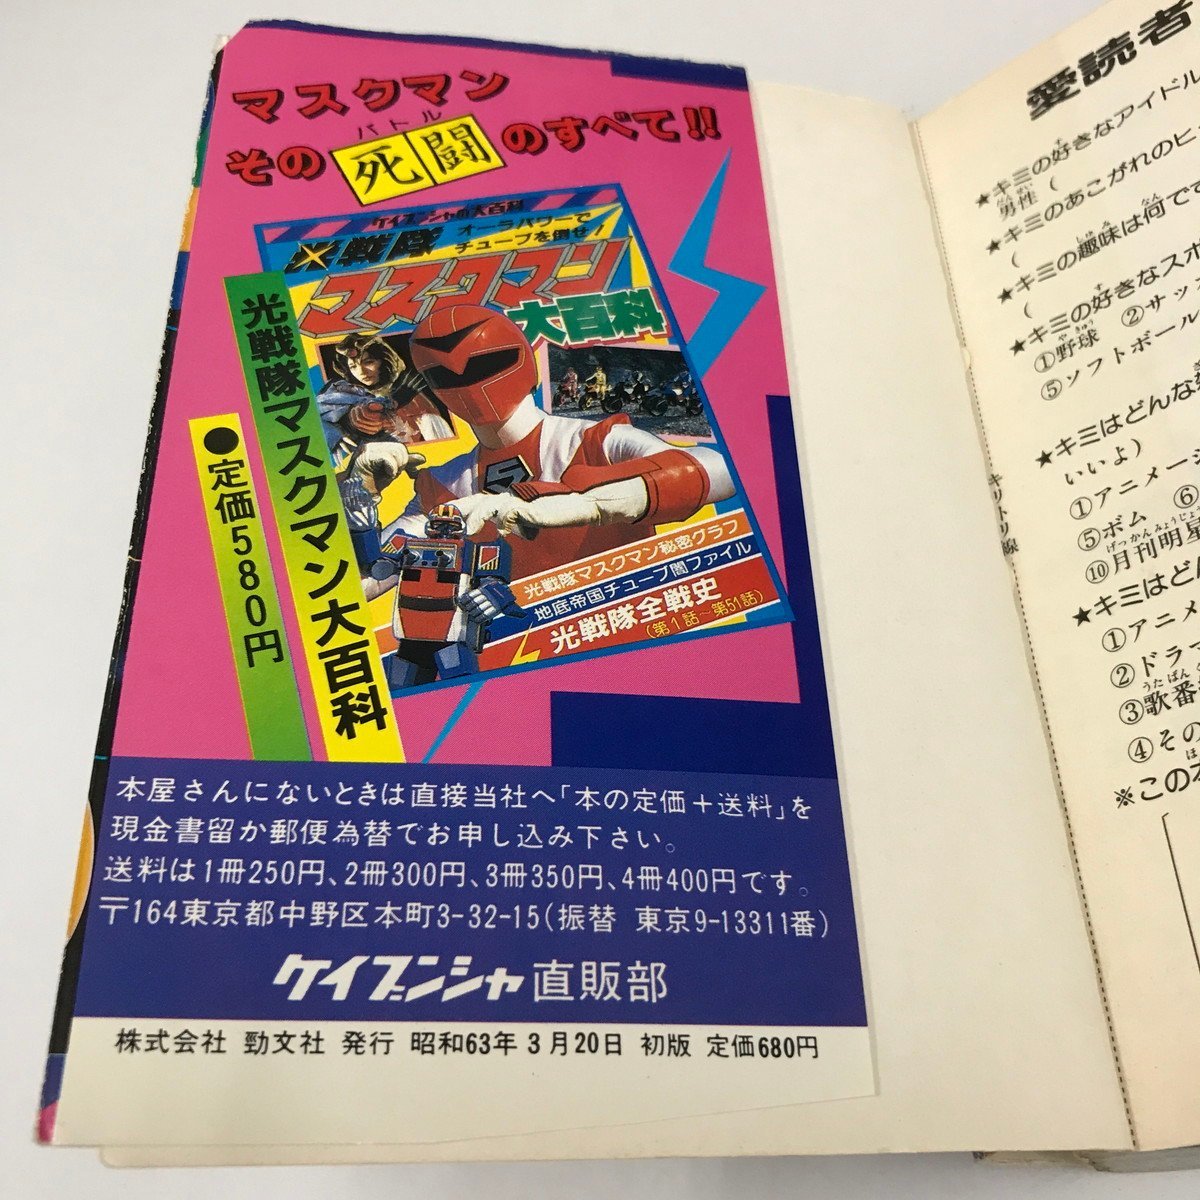 マスクマン
バトル
その死闘のすべて!!
ケイブンシャの大百科
光戦隊
オーラパワーで
チューブを倒せ!
マスクマン
大百科
光戦隊マスクマン秘密グラフ
地底帝国チューブ闇ファイル
光戦隊全戦史
(第1話~第51話)
光戦隊マスクマン大百科
●定価580円
本屋さんにないときは直接当社へ「本の定価+送料」を
現金書留か郵便為替でお申し込み下さい。
送料は1冊250円、2冊300円、3冊350円、4冊400円です。
〒164東京都中野区本町3-32-15(振替 東京9-13311番)
ケイブンシャ直販部
株式会社 勁文社 発行 昭和63年3月20日 初版 定価680円
キリトリ線
愛読者
★キミの好きなアイドル
男性(
★キミのあこがれのヒ
(
★キミの趣味は何でで
(
★キミの好きなスポ
①野球 ②サッ
⑤ソフトボール
★キミはどんな
いいよ)
①アニメージ
⑤ボム ⑥
⑩月刊明星
★キミはどん
①アニメ
②ドラマ
③歌番
④その
※この本